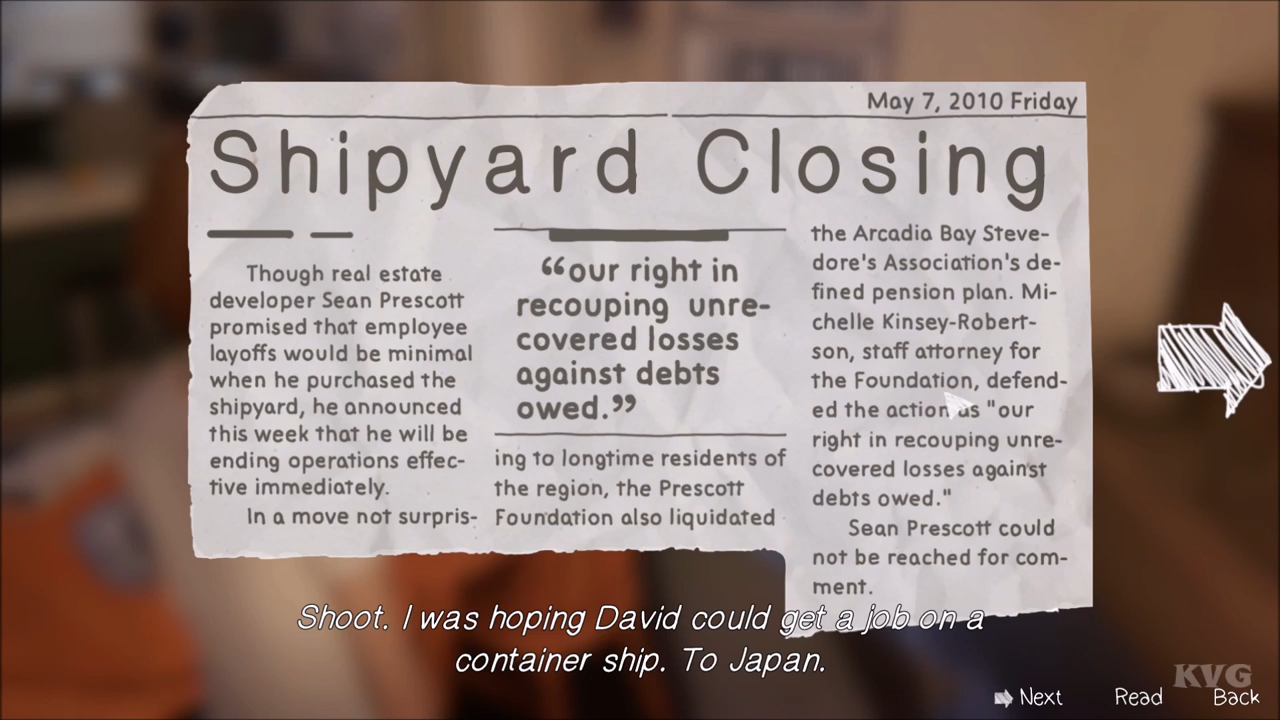 May 7, 2010 Friday
Shipyard Closing
Though real estate
developer Sean Prescott
promised that employee
layoffs would be minimal
when he purchased the
shipyard, he announced
this week that he will be
ending operations effec-
tive immediately.
In a move not surpris-
“our right in
recouping unre-
covered losses
against debts
owed.”
ing to longtime residents of
the region, the Prescott
Foundation also liquidated
the Arcadia Bay Steve-
dore's Association's de-
fined pension plan. Mi-
chelle Kinsey-Robert-
son, staff attorney for
the Foundation, defend-
ed the action as "our
right in recouping unre-
covered losses against
debts owed."
Sean Prescott could
not be reached for com-
ment.
Shoot. I was hoping David could get a job on a
container ship. To Japan.
KVG
Next Read Back